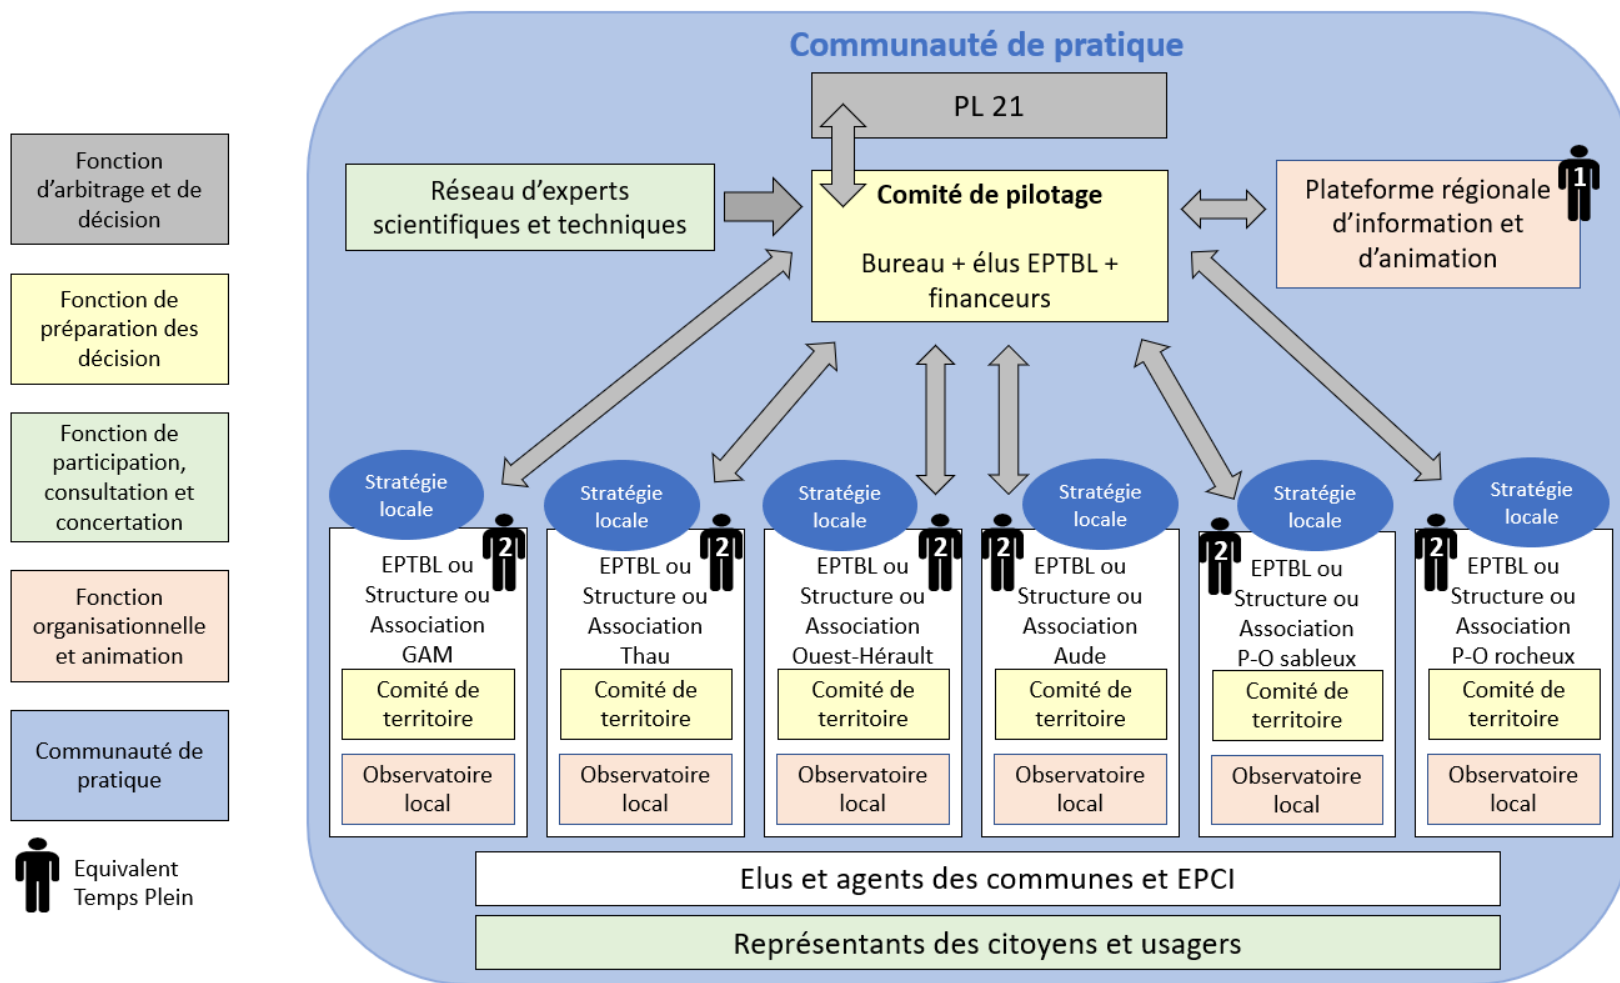 Communauté de pratique
PL 21
Réseau d'experts
scientifiques et techniques
Comité de pilotage
Bureau + élus EPTBL +
financeurs
Plateforme régionale
d'information et
d'animation
1
Fonction
d'arbitrage et de
décision
Fonction de
préparation des
décision
Fonction de
participation,
consultation et
concertation
Fonction
organisationnelle
et animation
Communauté de
pratique
Equivalent
Temps Plein
Stratégie
locale
2
EPTBL ou
Structure ou
Association
GAM
Comité de
territoire
Observatoire
local
Stratégie
locale
2
EPTBL ou
Structure ou
Association
Thau
Comité de
territoire
Observatoire
local
Stratégie
locale
2
EPTBL ou
Structure ou
Association
Ouest-Hérault
Comité de
territoire
Observatoire
local
Stratégie
locale
2
EPTBL ou
Structure ou
Association
Aude
Comité de
territoire
Observatoire
local
Stratégie
locale
2
EPTBL ou
Structure ou
Association
P-O sableux
Comité de
territoire
Observatoire
local
Stratégie
locale
2
EPTBL ou
Structure ou
Association
P-O rocheux
Comité de
territoire
Observatoire
local
Elus et agents des communes et EPCI
Représentants des citoyens et usagers